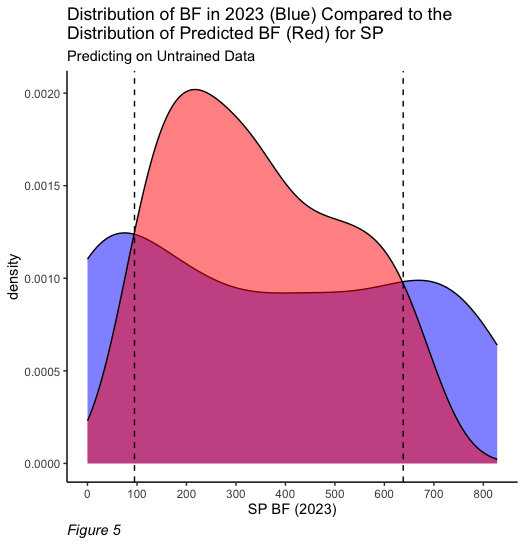 Distribution of BF in 2023 (Blue) Compared to the
Distribution of Predicted BF (Red) for SP
Predicting on Untrained Data
density
0.0020
0.0015
0.0010
0.0005
0.0000
0 100 200 300 400 500 600 700 800
SP BF (2023)
Figure 5